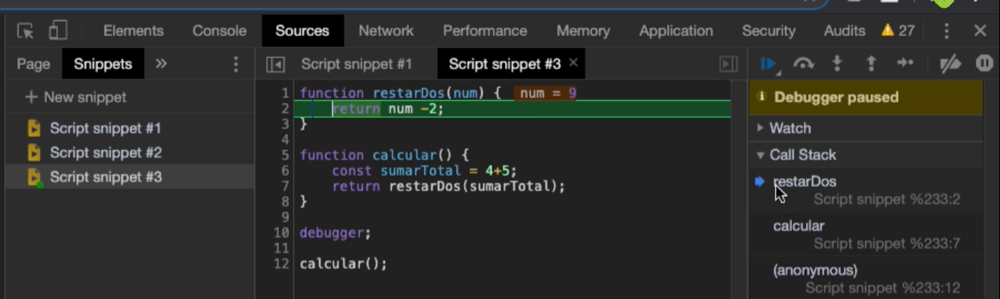 Elements Console Sources Network Performance Memory Application Security Audits 27
Page Snippets
Script snippet #1 Script snippet #3
+ New snippet
Script snippet #1
Script snippet #2
Script snippet #3
1 function restarDos(num) { num = 9
2 return num -2;
3 }
4
5 function calcular() {
6 const sumarTotal = 4+5;
7 return restarDos(sumarTotal);
8 }
9
10 debugger;
11
12 calcular();
Debugger paused
Watch
Call Stack
restarDos
Script snippet %233:2
calcular
Script snippet %233:7
(anonymous)
Script snippet %233:12